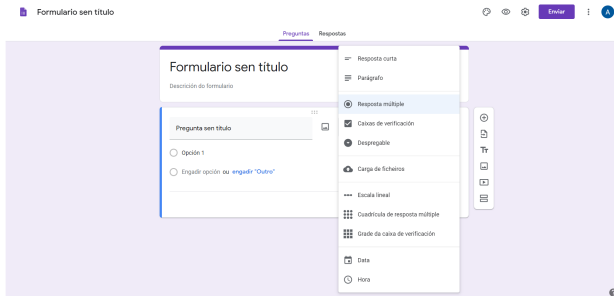 Formulario sen título
Enviar
A
Preguntas Respostas
Formulario sen título
Descrición do formulario
Pregunta sen título
Opción 1
Engadir opción ou engadir "Outro"
Resposta curta
Parágrafo
Resposta múltiple
Caixas de verificación
Despregable
Carga de ficheiros
Escala lineal
Cuadrícula de resposta múltiple
Grade da caixa de verificación
Data
Hora
Tт